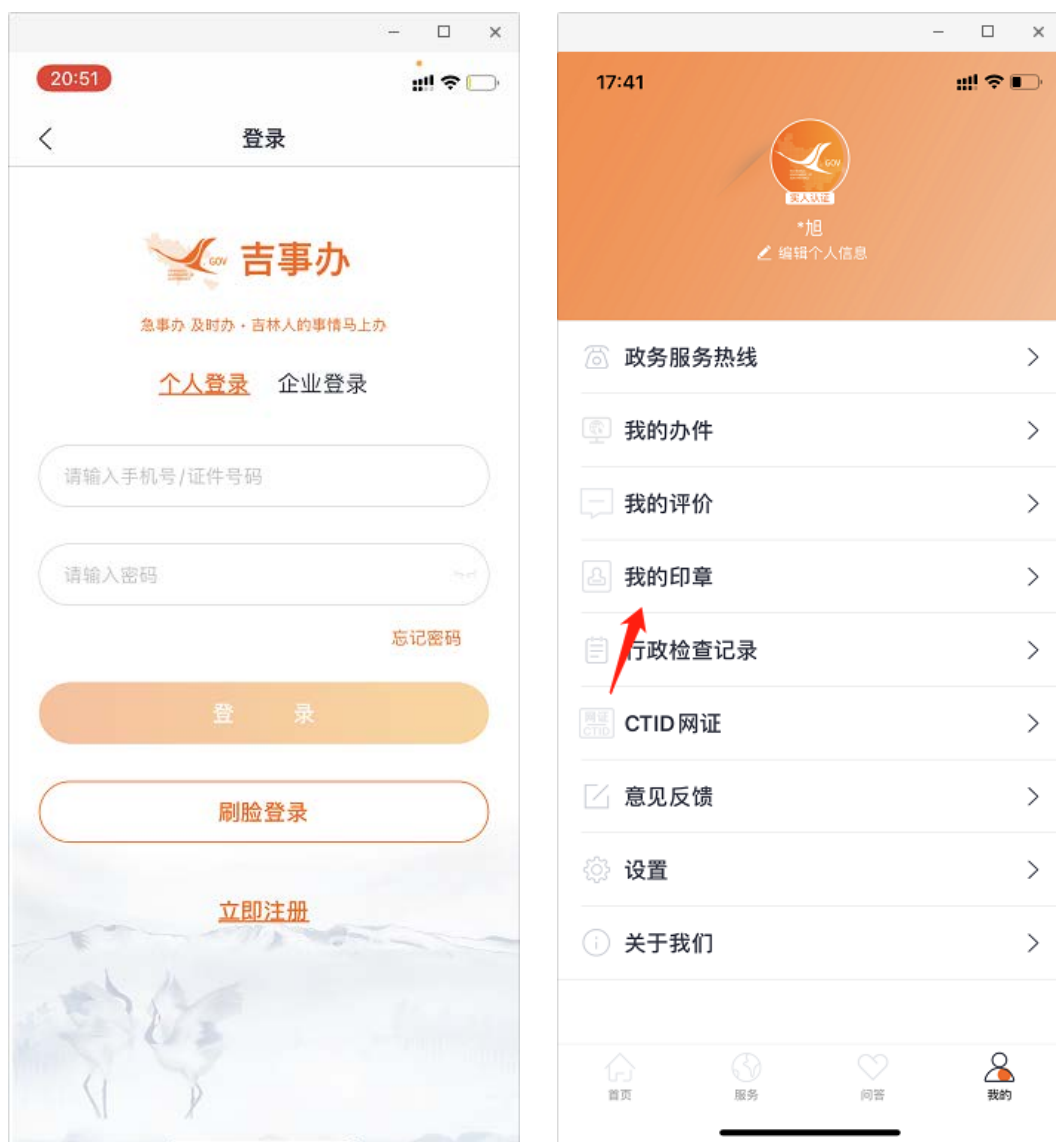 20:51
登录
.GOV 吉事办
急事办 及时办·吉林人的事情马上办
个人登录 企业登录
请输入手机号/证件号码
请输入密码
忘记密码
登 录
刷脸登录
立即注册
17:41
.GOV
实人认证
*旭
编辑个人信息
政务服务热线
我的办件
我的评价
我的印章
行政检查记录
网证
CTID
CTID网证
意见反馈
设置
关于我们
首页 服务 问答 我的